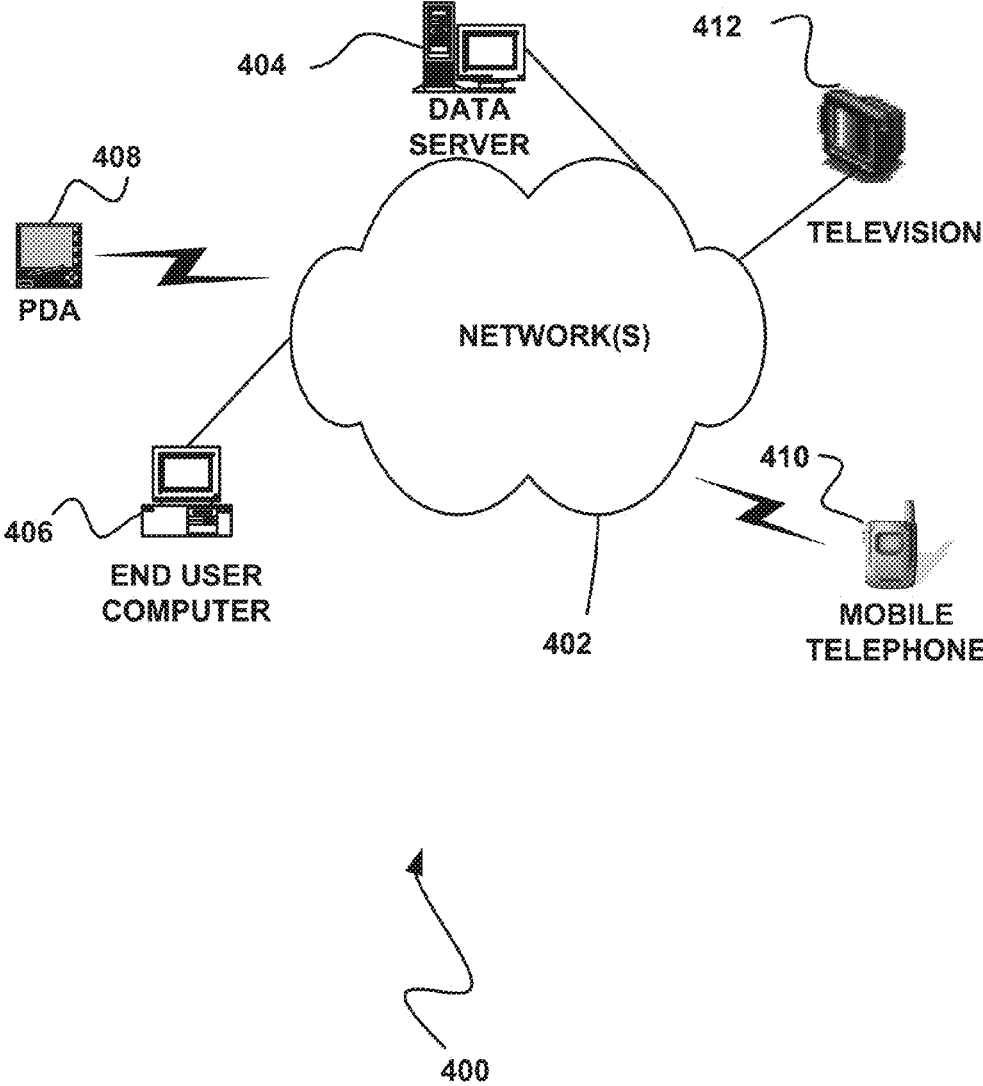 412
404
DATA
SERVER
408
TELEVISION
PDA
NETWORK(S)
410
406
END USER
COMPUTER
MOBILE
TELEPHONE
402
400